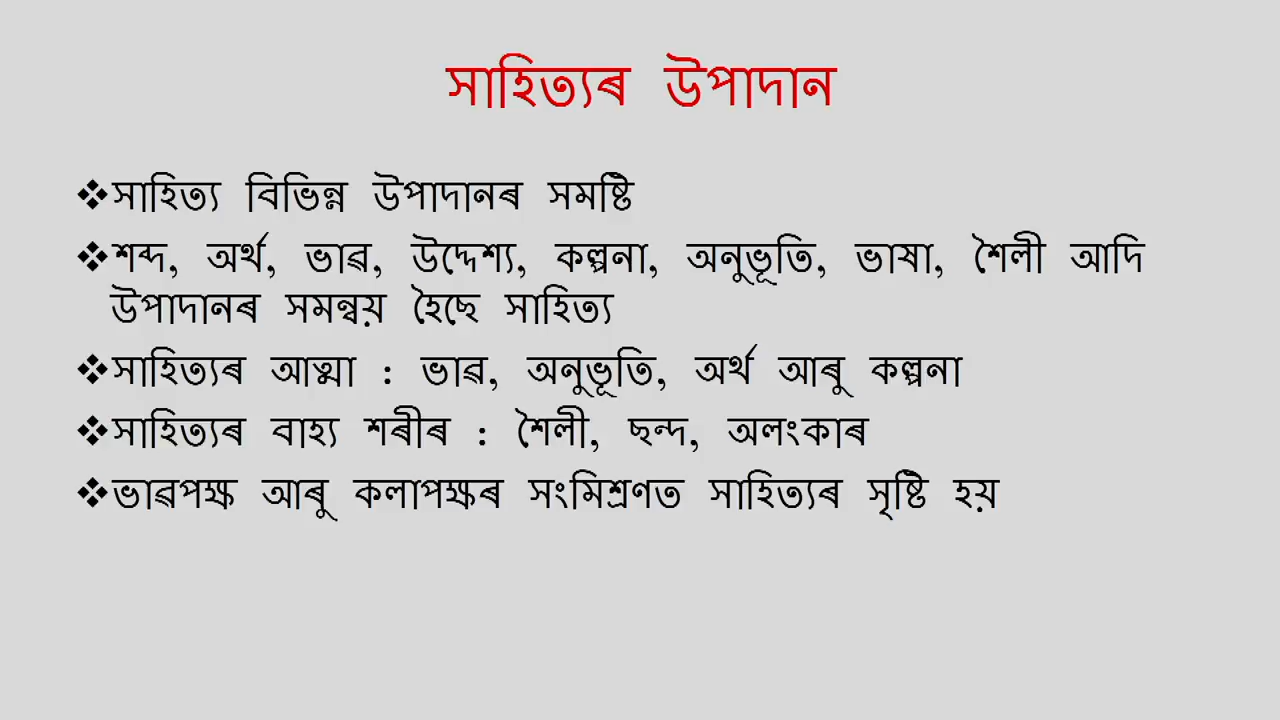 সাহিত্যৰ উপাদান
❖সাহিত্য বিভিন্ন উপাদানৰ সমষ্টি
❖শব্দ, অৰ্থ, ভাৱ, উদ্দেশ্য, কল্পনা, অনুভূতি, ভাষা, শৈলী আদি
উপাদানৰ সমন্বয় হৈছে সাহিত্য
❖সাহিত্যৰ আত্মা : ভাৱ, অনুভূতি, অৰ্থ আৰু কল্পনা
❖সাহিত্যৰ বাহ্য শৰীৰ : শৈলী, ছন্দ, অলংকাৰ
❖ভাৱপক্ষ আৰু কলাপক্ষৰ সংমিশ্ৰণত সাহিত্যৰ সৃষ্টি হয়